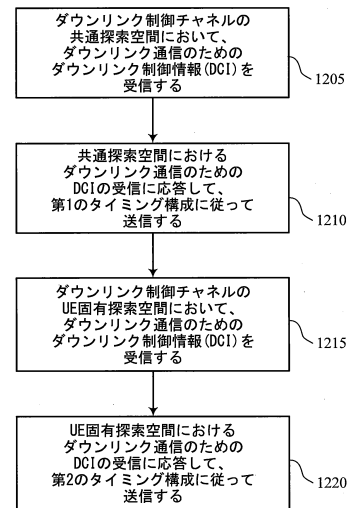 ダウンリンク制御チャネルの
共通探索空間において、
ダウンリンク通信のための
ダウンリンク制御情報(DCI)を
受信する
1205
共通探索空間における
ダウンリンク通信のための
DCIの受信に応答して、
第1のタイミング構成に従って
送信する
1210
ダウンリンク制御チャネルの
UE固有探索空間において、
ダウンリンク通信のための
ダウンリンク制御情報(DCI)を
受信する
1215
UE固有探索空間における
ダウンリンク通信のための
DCIの受信に応答して、
第2のタイミング構成に従って
送信する
1220